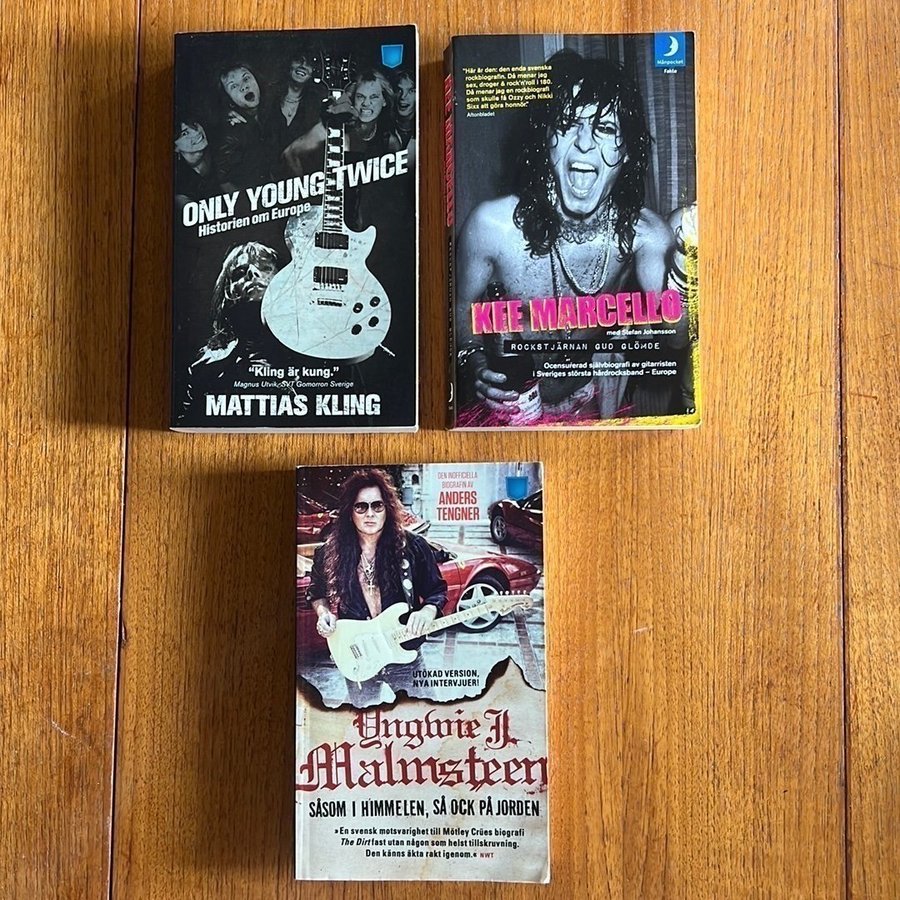 ONLY YOUNG TWICE
Historien om Europe
"Kling är kung."
Magnus Utvik, SVT Gomorron Sverige
MATTIAS KLING
"Här är den: den enda svenska
rockbiografin. Då menar jag
sex, droger & rock'n'roll i 180.
Då menar jag en rockbiografi
som skulle få Ozzy och Nikki
Sixx att göra honnör."
Aftonbladet
Månpocket
Fakta
KEE MARCELLO
med Stefan Johansson
ROCKSTJÄRNAN GUD GLÖMDE
Ocensurerad självbiografi av gitarristen
i Sveriges största hårdrocksband – Europe
DEN INOFFICIELLA
BIOGRAFIN AV
ANDERS
TENGNER
UTÖKAD VERSION,
NYA INTERVJUER!
Yngwie J.
Malmsteen
SÅSOM I HIMMELEN, SÅ OCK PÅ JORDEN
»En svensk motsvarighet till Mötley Crües biografi
The Dirt fast utan någon som helst tillskruvning.
Den känns äkta rakt igenom.« NWT